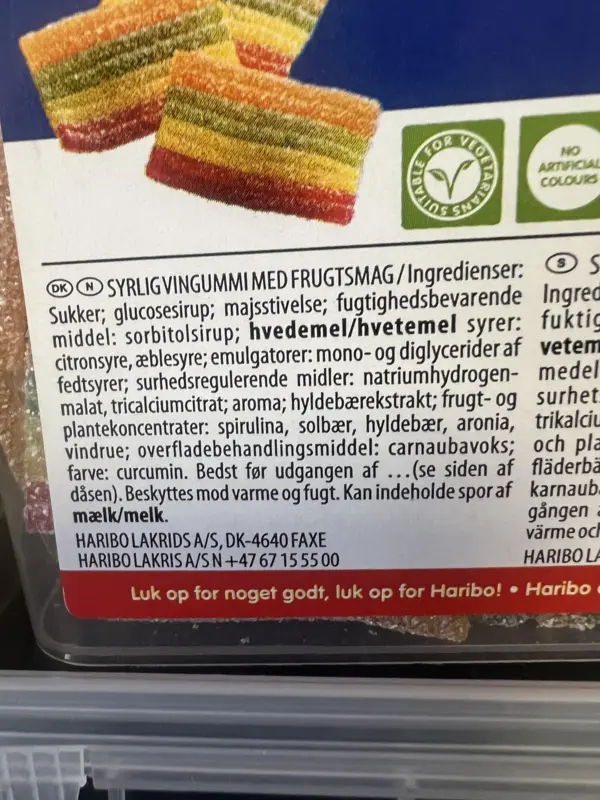 SUITABLE FOR VEGETARIANS
NO
ARTIFICIAL
COLOURS
DK N SYRLIG VINGUMMI MED FRUGTSMAG / Ingredienser:
Sukker; glucosesirup; majsstivelse; fugtighedsbevarende
middel: sorbitolsirup; hvedemel/hvetemel syrer:
citronsyre, æblesyre; emulgatorer: mono- og diglycerider af
fedtsyrer; surhedsregulerende midler: natriumhydrogen-
malat, tricalciumcitrat; aroma; hyldebærekstrakt; frugt- og
plantekoncentrater: spirulina, solbær, hyldebær, aronia,
vindrue; overfladebehandlingsmiddel: carnaubavoks;
farve: curcumin. Bedst før udgangen af ...(se siden af
dåsen). Beskyttes mod varme og fugt. Kan indeholde spor af
mælk/melk.
HARIBO LAKRIDS A/S, DK-4640 FAXE
HARIBO LAKRIS A/S N +47 67 15 55 00
S S
Ingred
fuktig
vetem
medel
surhet
trikalciu
och pla
fläderbä
karnaub
gången
värme och
HARIBO LA
Luk op for noget godt, luk op for Haribo! • Haribo